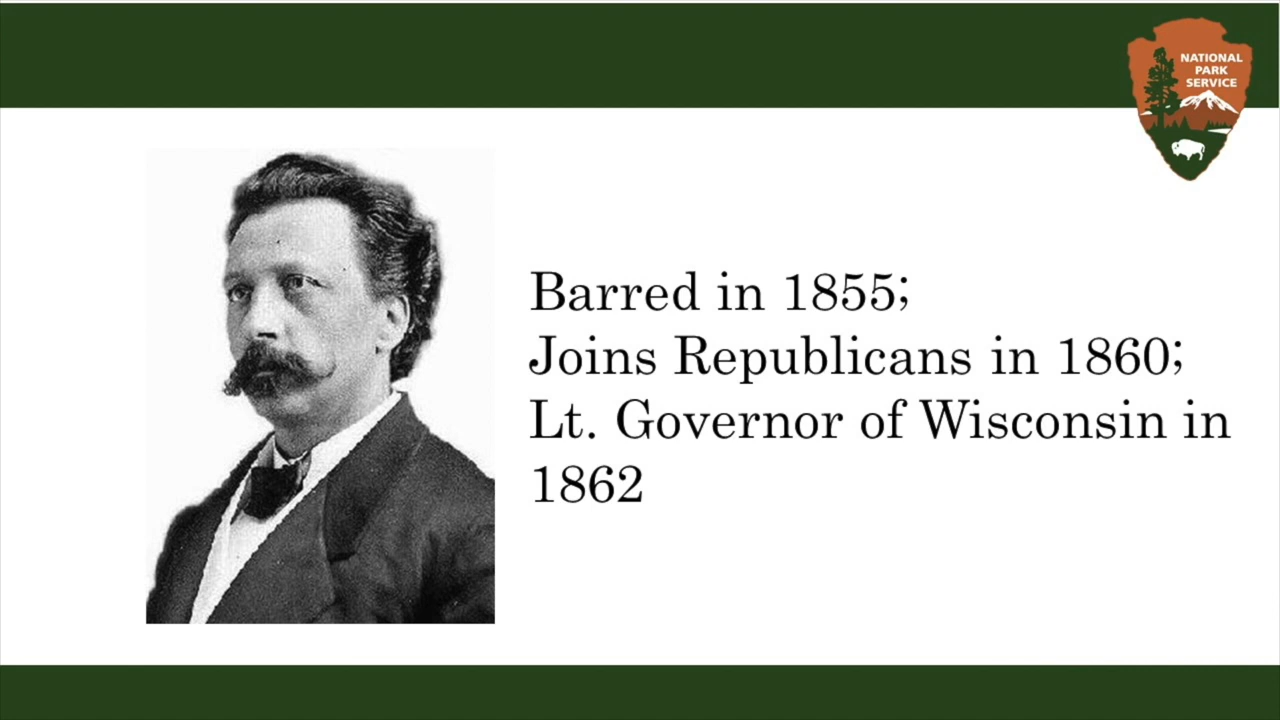 NATIONAL
PARK
SERVICE
Barred in 1855;
Joins Republicans in 1860;
Lt. Governor of Wisconsin in
1862